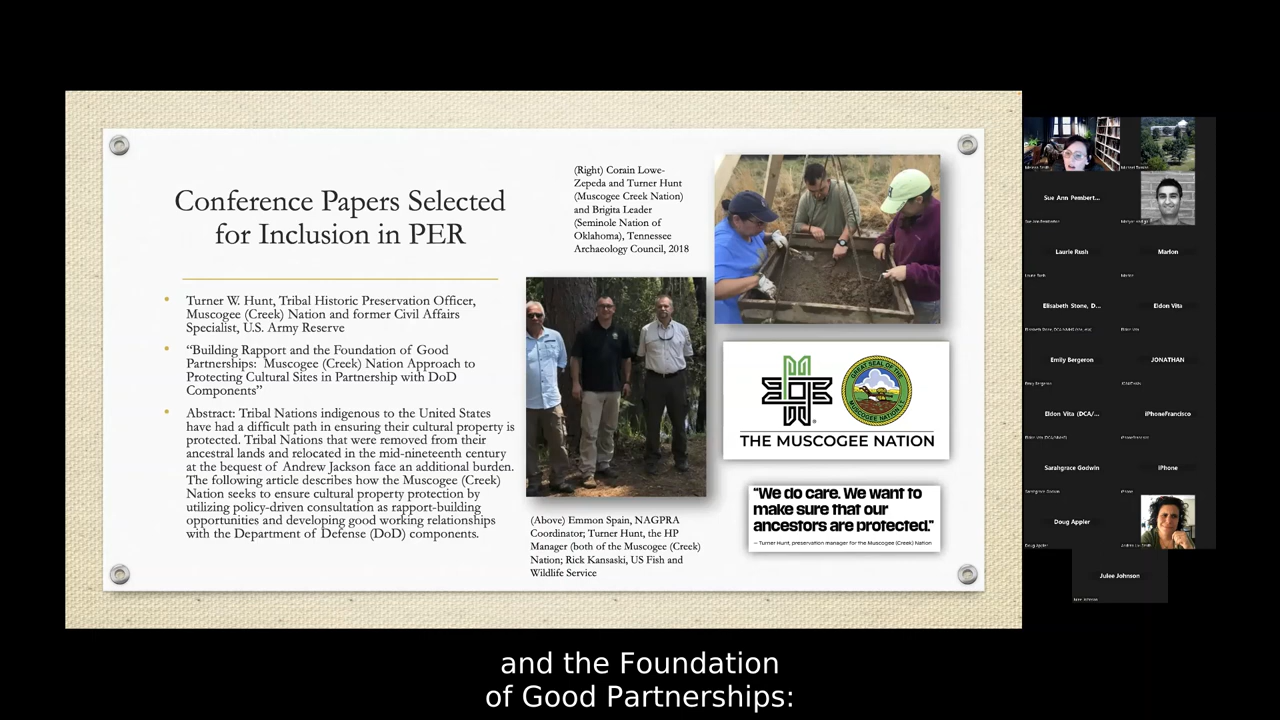 Conference Papers Selected
for Inclusion in PER
Turner W. Hunt, Tribal Historic Preservation Officer,
Muscogee (Creek) Nation and former Civil Affairs
Specialist, U.S. Army Reserve
“Building Rapport and the Foundation of Good
Partnerships: Muscogee (Creek) Nation Approach to
Protecting Cultural Sites in Partnership with DoD
Components”
Abstract: Tribal Nations indigenous to the United States
have had a difficult path in ensuring their cultural property is
protected. Tribal Nations that were removed from their
ancestral lands and relocated in the mid-nineteenth century
at the bequest of Andrew Jackson face an additional burden.
The following article describes how the Muscogee (Creek)
Nation seeks to ensure cultural property protection by
utilizing policy-driven consultation as rapport-building
opportunities and developing good working relationships
with the Department of Defense (DoD) components.
(Right) Corain Lowe-
Zepeda and Turner Hunt
(Muscogee Creek Nation)
and Brigita Leader
(Seminole Nation of
Oklahoma), Tennessee
Archaeology Council, 2018
(Above) Emmon Spain, NAGPRA
Coordinator; Turner Hunt, the HP
Manager (both of the Muscogee (Creek)
Nation; Rick Kansaski, US Fish and
Wildlife Service
GREAT SEAL OF THE
MUSCOGEE NATION
THE MUSCOGEE NATION
“We do care. We want to
make sure that our
ancestors are protected.”
— Turner Hunt, preservation manager for the Muscogee (Creek) Nation
Sue Ann Pembert...
Laurie Rush
Marlon
Elisabeth Stone, D...
Eldon Vita
Emily Bergeron
JONATHAN
Eldon Vita (DCA/...
iPhoneFrancisco
Sarahgrace Godwin
iPhone
Doug Appler
Julee Johnson
and the Foundation
of Good Partnerships: